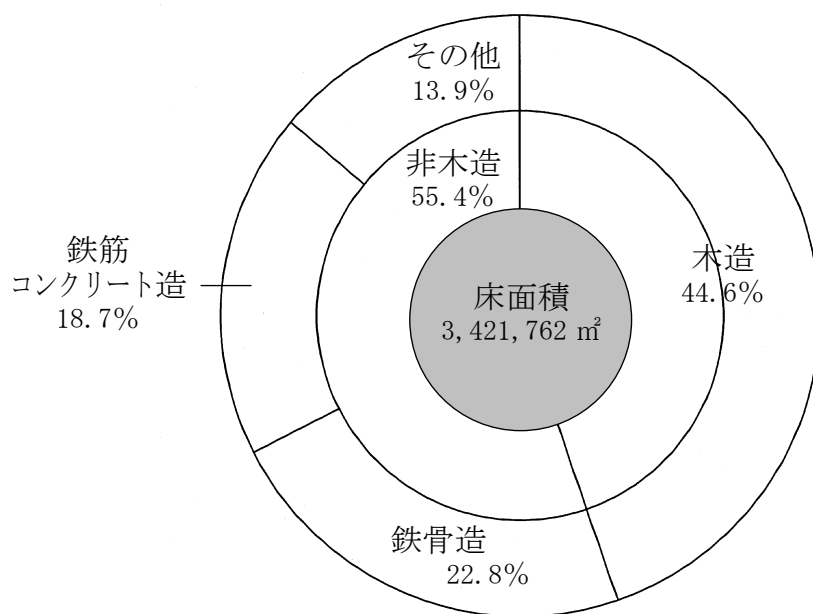 その他
13.9%
非木造
55.4%
木造
44.6%
鉄筋
コンクリート造
18.7%
床面積
3,421,762 ㎡
鉄骨造
22.8%